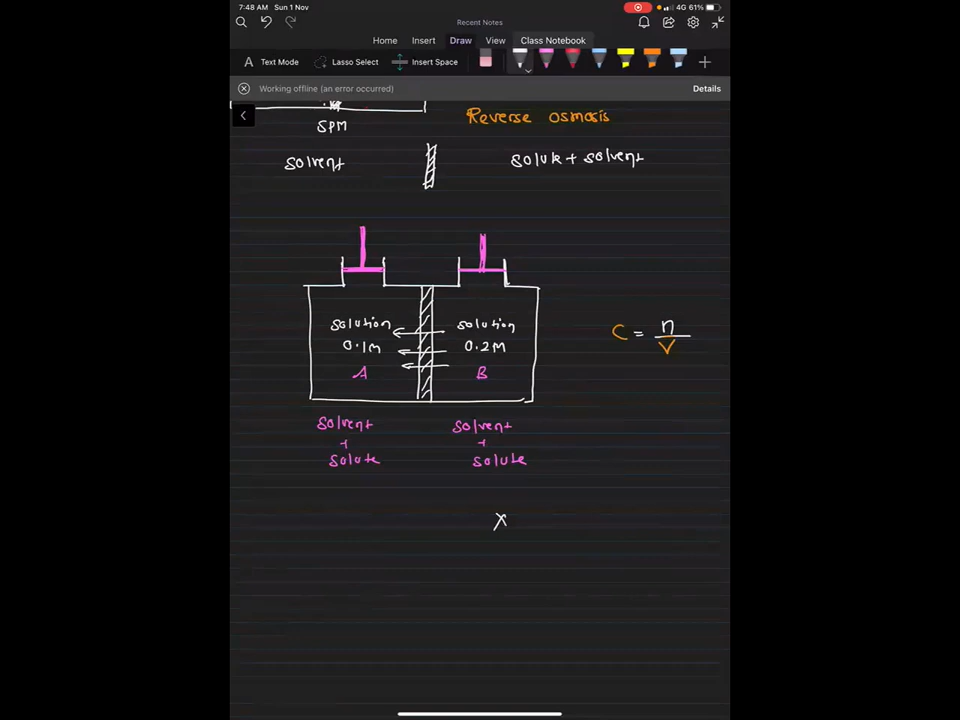 7:48 AM Sun 1 Nov
4G 61%
Recent Notes
Home Insert Draw View Class Notebook
Text Mode Lasso Select Insert Space
Working offline (an error occurred) Details
SPM
Reverse osmosis
solvent
solute + solvent
solution
0.1M
A
solution
0.2M
B
C = n
V
solvent
+
solute
solvent
+
solute
X